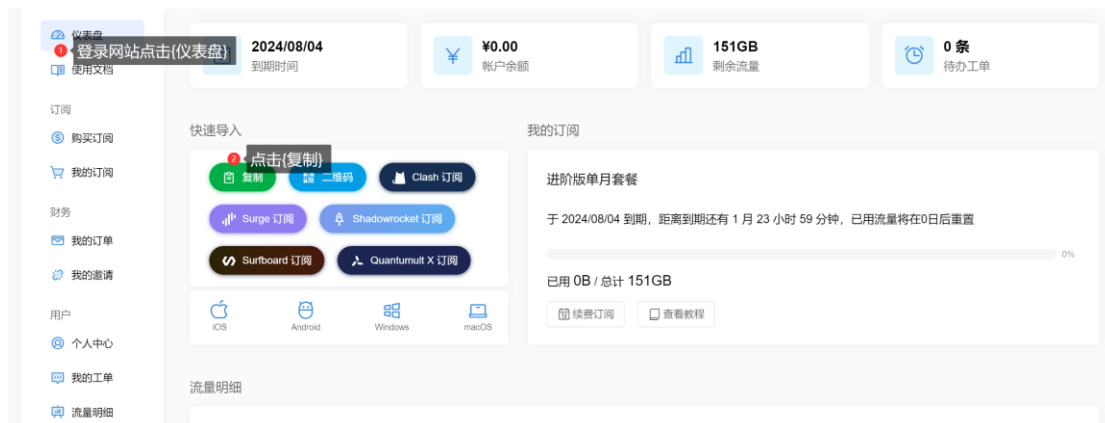 仪表盘
1 登录网站点击{仪表盘}
使用文档
订阅
购买订阅
我的订阅
财务
我的订单
我的邀请
用户
个人中心
我的工单
流量明细
2024/08/04
到期时间
¥0.00
帐户余额
151GB
剩余流量
0 条
待办工单
快速导入
2 点击{复制}
复制
二维码
Clash 订阅
Surge 订阅
Shadowrocket 订阅
Surfboard 订阅
Quantumult X 订阅
iOS
Android
Windows
macOS
我的订阅
进阶版单月套餐
于 2024/08/04 到期，距离到期还有 1 月 23 小时 59 分钟，已用流量将在0日后重置
0%
已用 0B / 总计 151GB
续费订阅
查看教程
流量明细